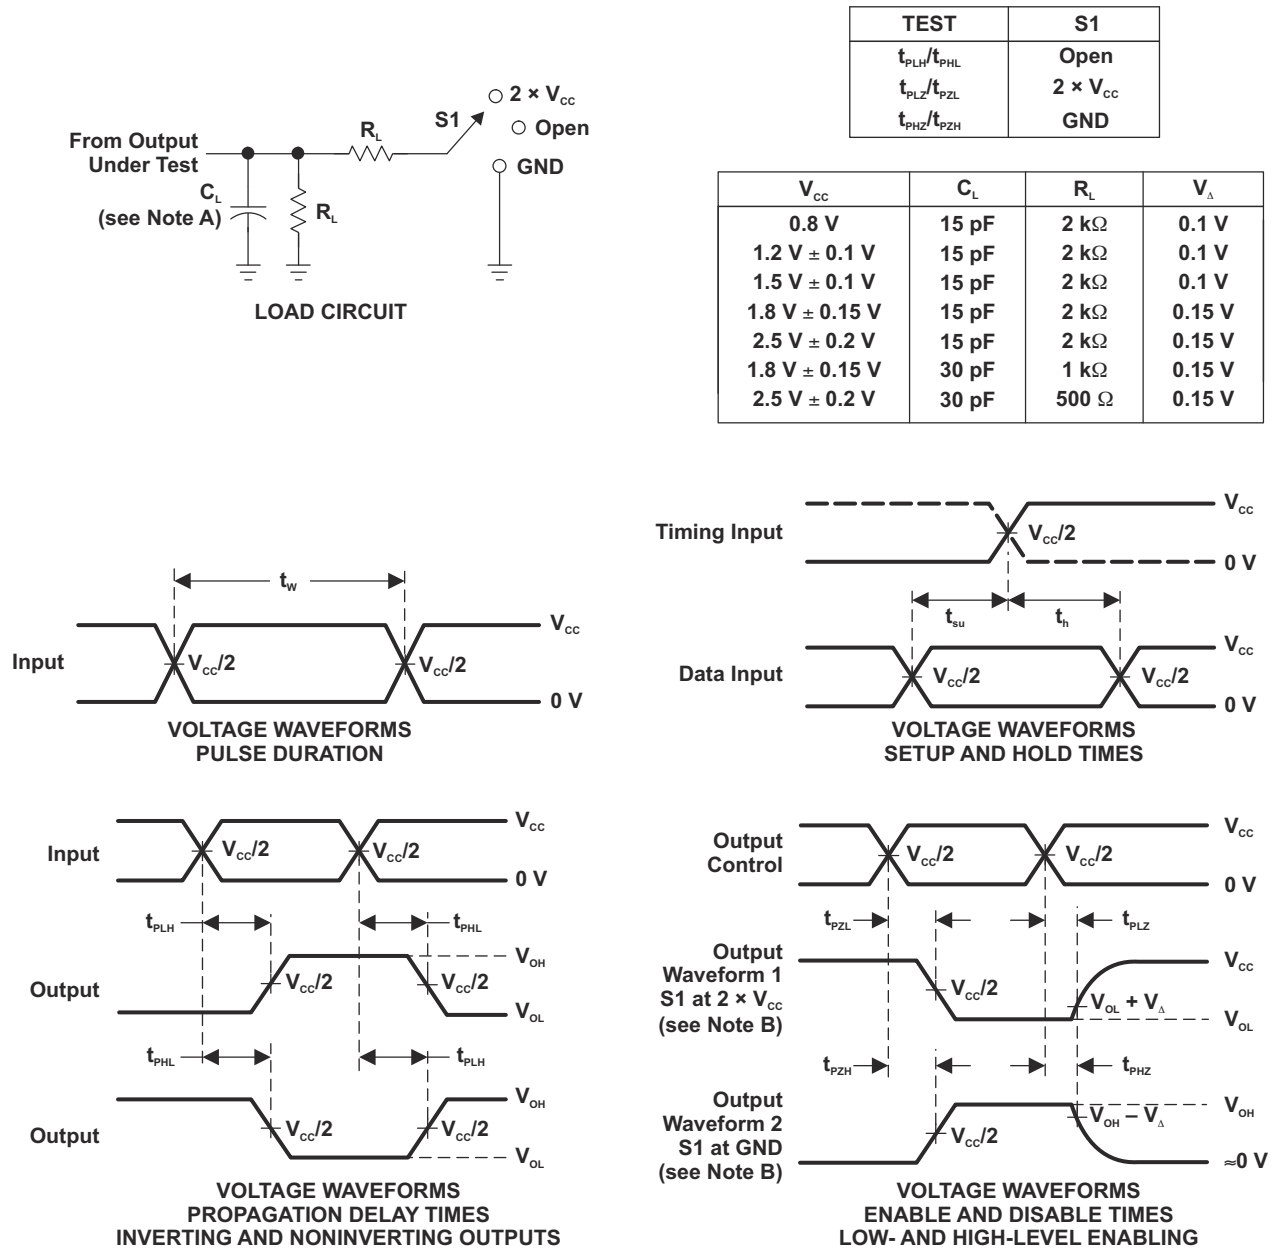 TEST S1
tPLH/tPHL Open
tPLZ/tPZL 2 × VCC
tPHZ/tPZH GND
2 × VCC
S1
Open
RL
From Output
Under Test
GND
CL
(see Note A)
RL
LOAD CIRCUIT
VCC CL RL VΔ
0.8 V 15 pF 2 kΩ 0.1 V
1.2 V ± 0.1 V 15 pF 2 kΩ 0.1 V
1.5 V ± 0.1 V 15 pF 2 kΩ 0.1 V
1.8 V ± 0.15 V 15 pF 2 kΩ 0.15 V
2.5 V ± 0.2 V 15 pF 2 kΩ 0.15 V
1.8 V ± 0.15 V 30 pF 1 kΩ 0.15 V
2.5 V ± 0.2 V 30 pF 500 Ω 0.15 V
tW
VCC
Input
VCC/2
VCC/2
0 V
VOLTAGE WAVEFORMS
PULSE DURATION
VCC
Timing Input
VCC/2
0 V
tsu
th
VCC
Data Input
VCC/2
VCC/2
0 V
VOLTAGE WAVEFORMS
SETUP AND HOLD TIMES
VCC
Input
VCC/2
VCC/2
0 V
tPLH
tPHL
VOH
Output
VCC/2
VCC/2
VOL
tPHL
tPLH
VOH
Output
VCC/2
VCC/2
VOL
VOLTAGE WAVEFORMS
PROPAGATION DELAY TIMES
INVERTING AND NONINVERTING OUTPUTS
VCC
Output
Control
VCC/2
VCC/2
0 V
tPZL
tPLZ
Output
Waveform 1
S1 at 2 × VCC
(see Note B)
VCC
VCC/2
VOL + VΔ
VOL
tPZH
tPHZ
Output
Waveform 2
S1 at GND
(see Note B)
VOH
VOH – VΔ
VCC/2
≈0 V
VOLTAGE WAVEFORMS
ENABLE AND DISABLE TIMES
LOW- AND HIGH-LEVEL ENABLING